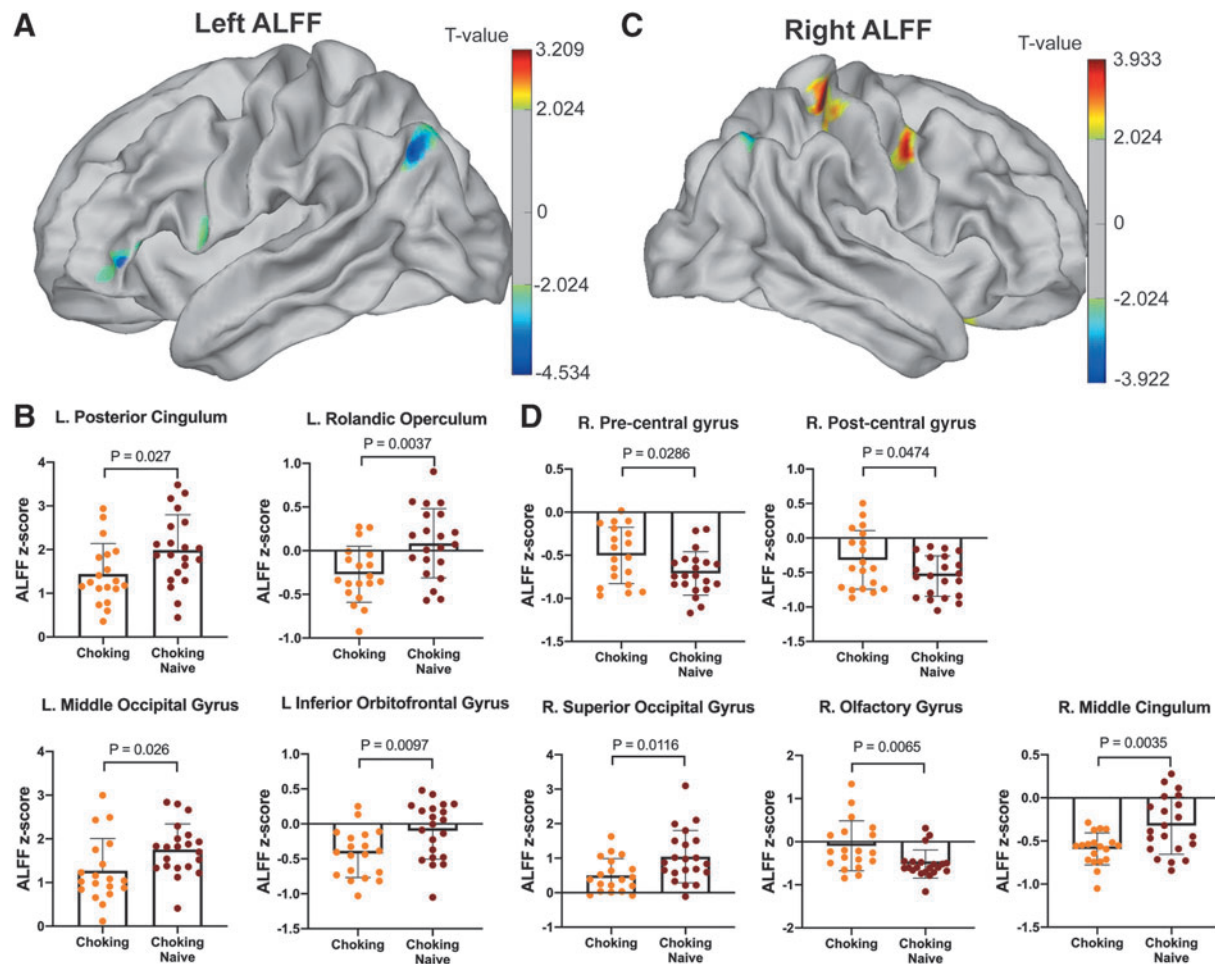 A
Left ALFF
T-value
3.209
2.024
0
-2.024
-4.534
C
Right ALFF
T-value
3.933
2.024
0
-2.024
-3.922
B
L. Posterior Cingulum
P = 0.027
ALFF z-score
4
3
2
1
0
Choking
Choking
Naive
L. Rolandic Operculum
P = 0.0037
ALFF z-score
1.0
0.5
0.0
-0.5
-1.0
Choking
Choking
Naive
D
R. Pre-central gyrus
P = 0.0286
ALFF z-score
0.5
0.0
-0.5
-1.0
-1.5
Choking
Choking
Naive
R. Post-central gyrus
P = 0.0474
ALFF z-score
1.0
0.5
0.0
-0.5
-1.0
-1.5
Choking
Choking
Naive
L. Middle Occipital Gyrus
P = 0.026
ALFF z-score
4
3
2
1
0
Choking
Choking
Naive
L Inferior Orbitofrontal Gyrus
P = 0.0097
ALFF z-score
1.0
0.5
0.0
-0.5
-1.0
-1.5
Choking
Choking
Naive
R. Superior Occipital Gyrus
P = 0.0116
ALFF z-score
4
3
2
1
0
-1
Choking
Choking
Naive
R. Olfactory Gyrus
P = 0.0065
ALFF z-score
2
1
0
-1
-2
Choking
Choking
Naive
R. Middle Cingulum
P = 0.0035
ALFF z-score
0.5
0.0
-0.5
-1.0
-1.5
Choking
Choking
Naive